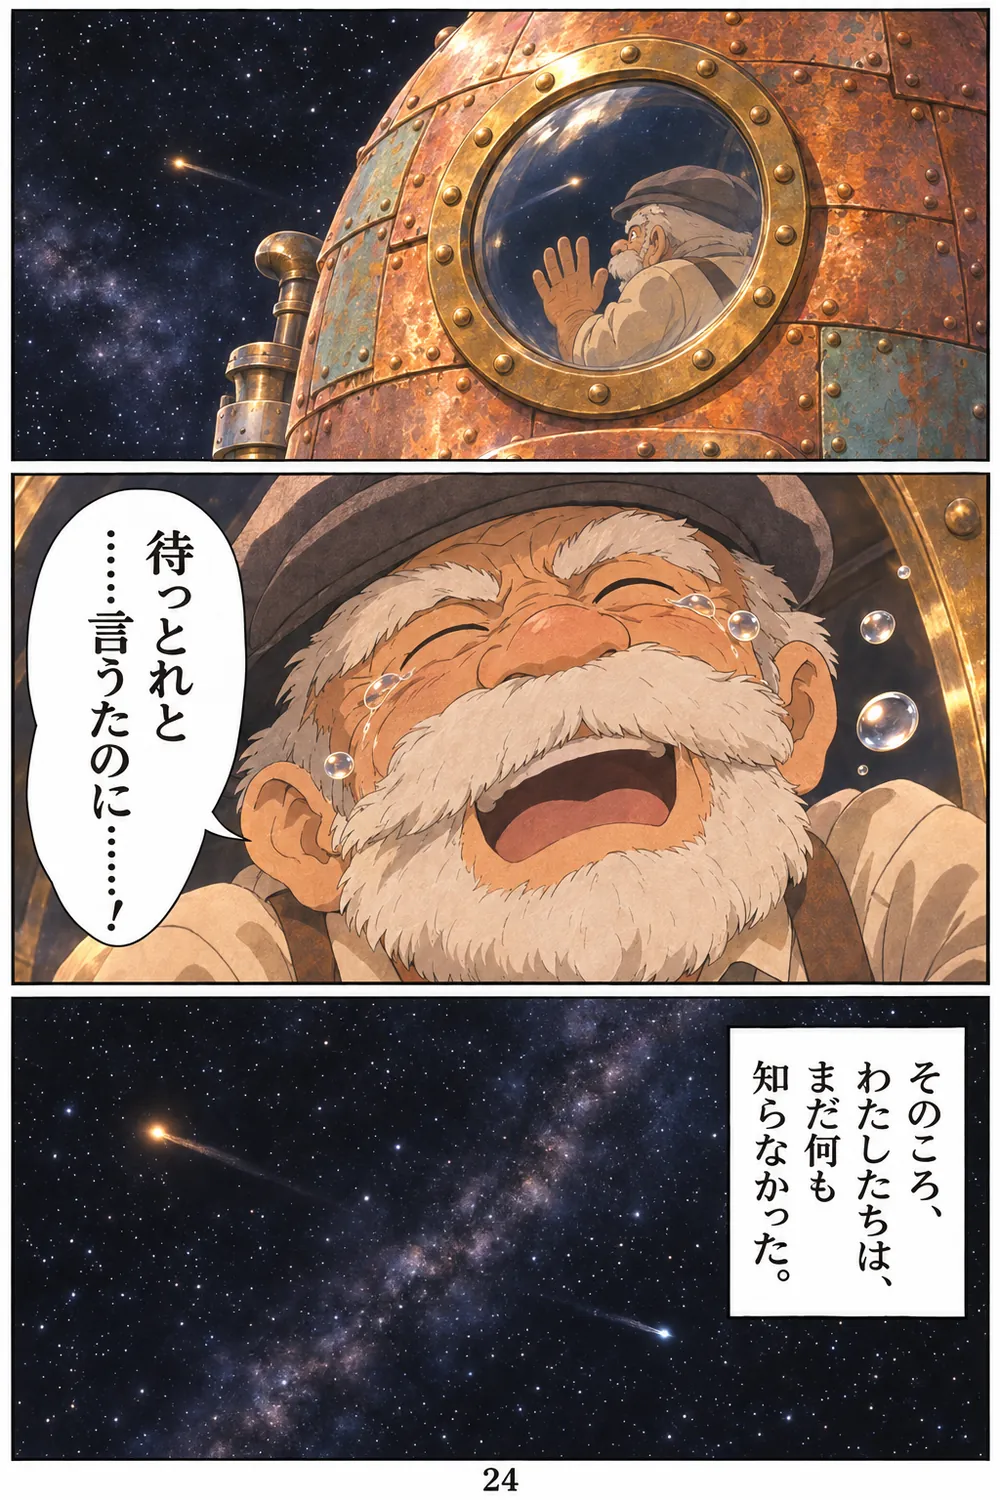 待っとれと
……言うたのに……！
そのころ、
わたしたちは、
まだ何も
知らなかった。
24